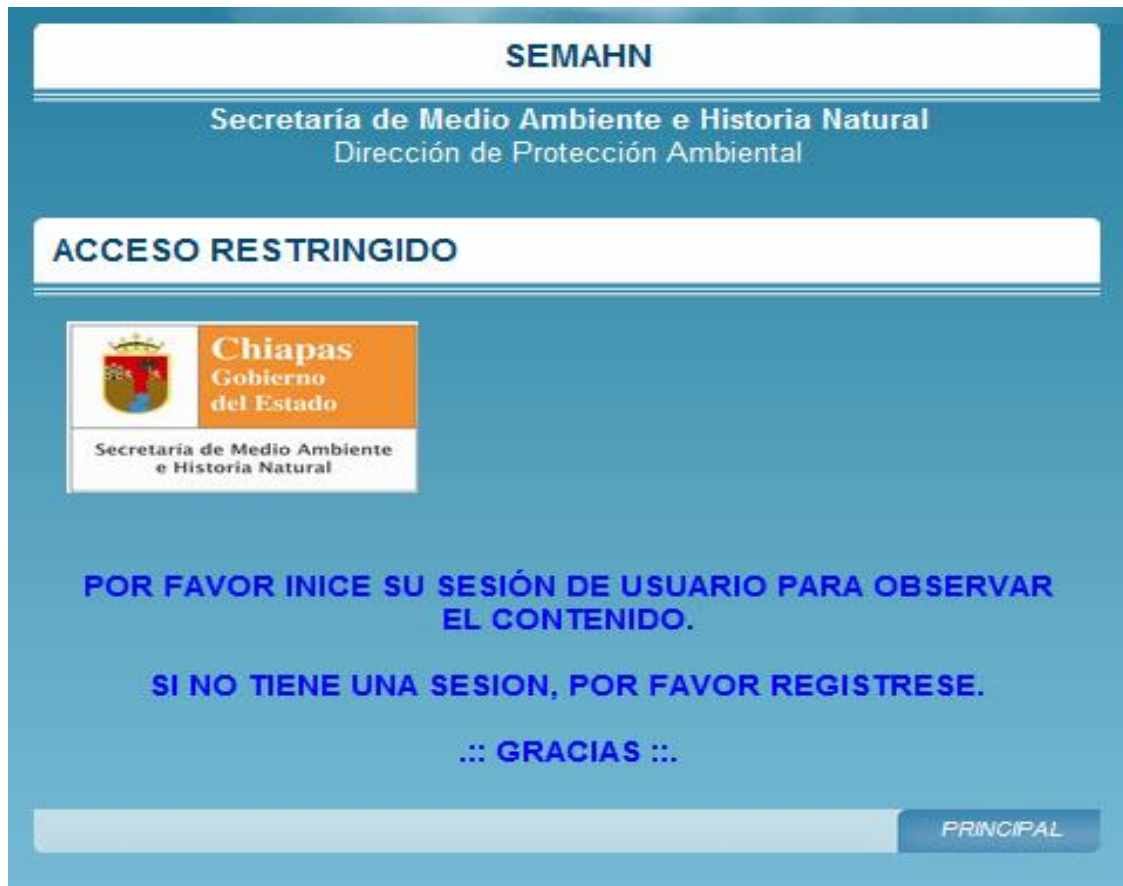 SEMAHN
Secretaría de Medio Ambiente e Historia Natural
Dirección de Protección Ambiental
ACCESO RESTRINGIDO
Chiapas
Gobierno
del Estado
Secretaría de Medio Ambiente
e Historia Natural
POR FAVOR INICE SU SESIÓN DE USUARIO PARA OBSERVAR
EL CONTENIDO.
SI NO TIENE UNA SESION, POR FAVOR REGISTRESE.
.:: GRACIAS ::.
PRINCIPAL